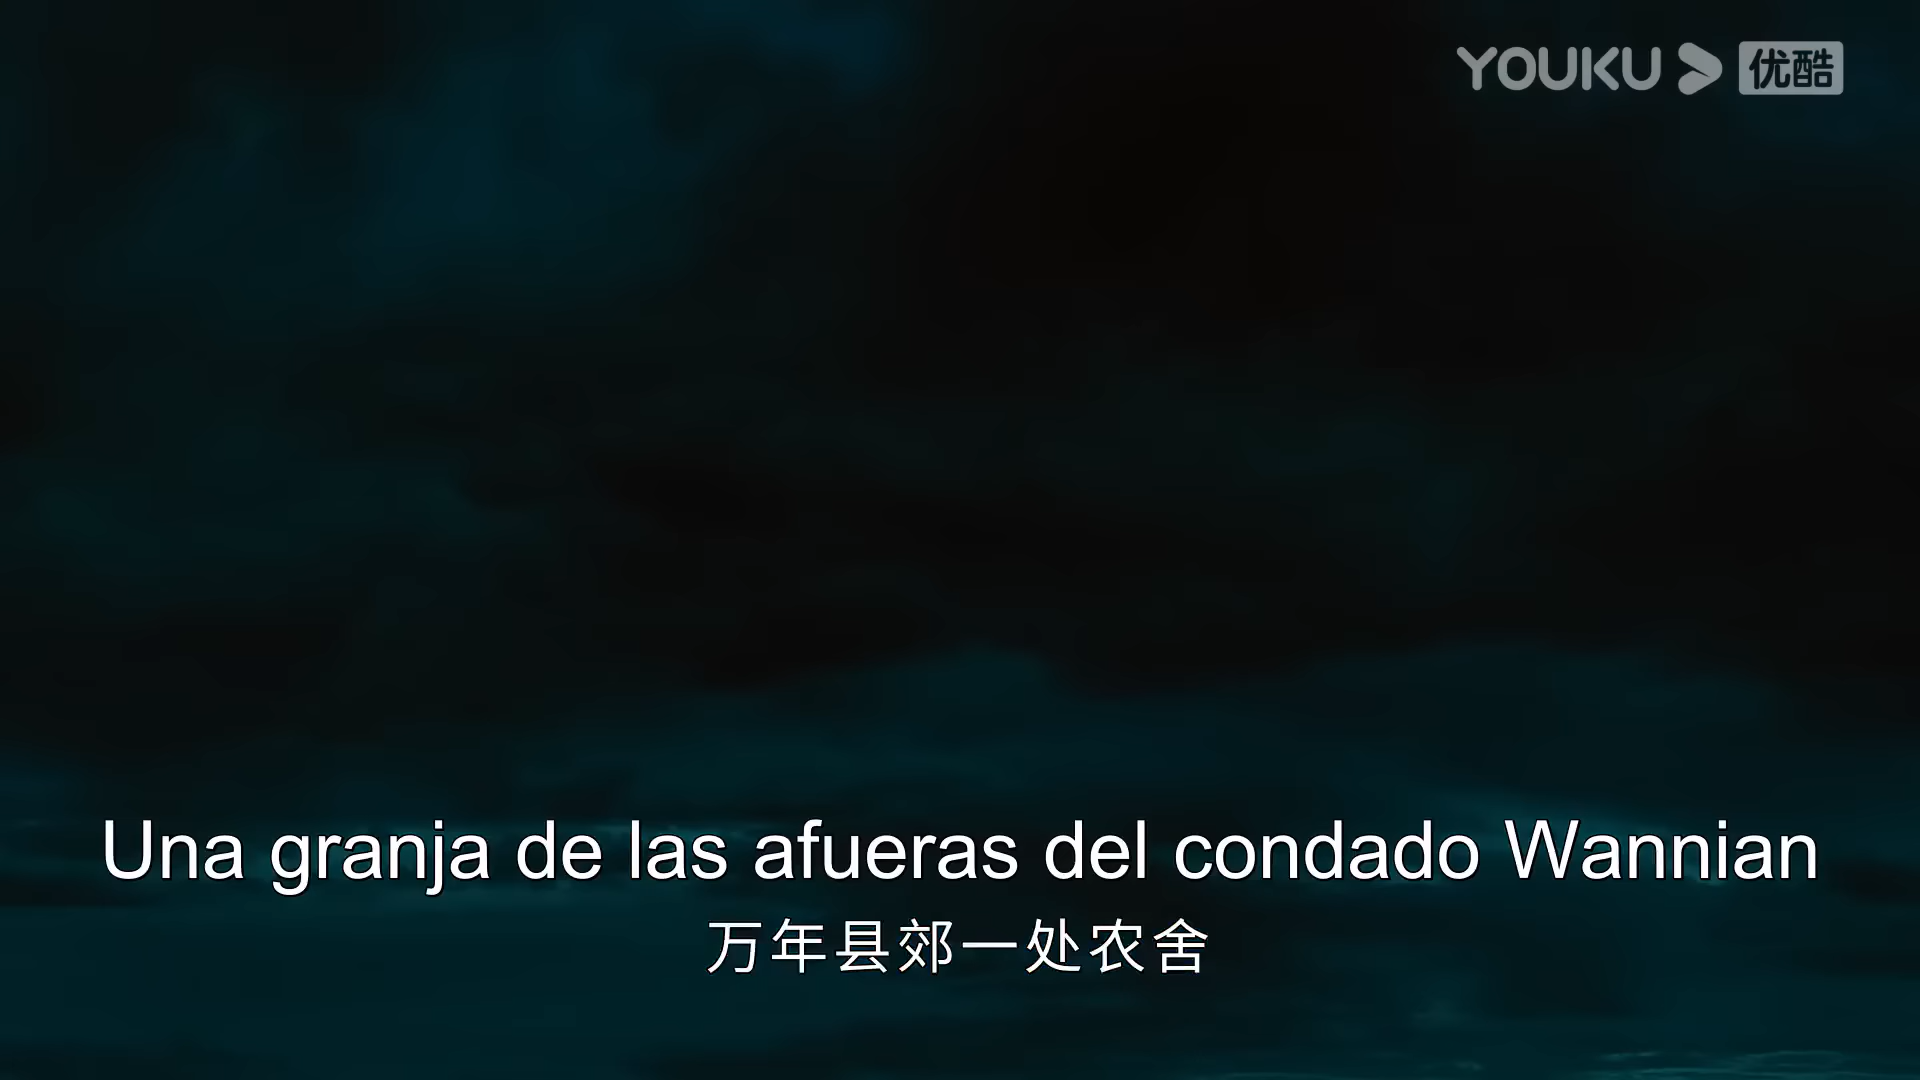 YOUKU 优酷
Una granja de las afueras del condado Wannian
万年县郊一处农舍